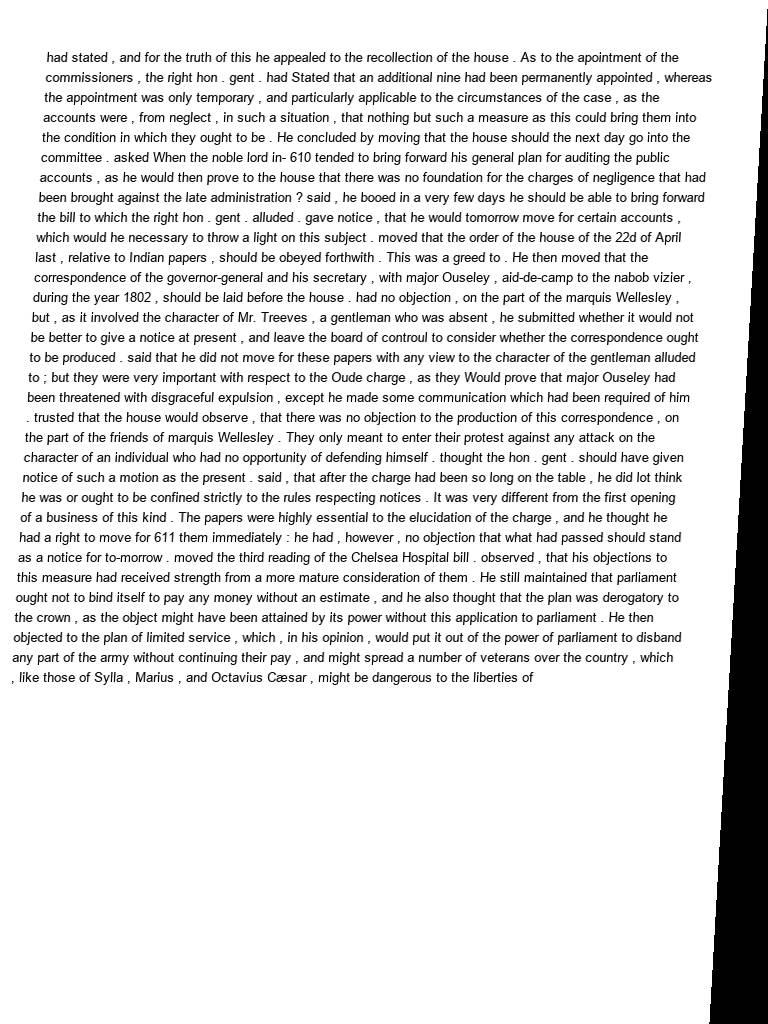 had stated , and for the truth of this he appealed to the recollection of the house . As to the apointment of the
commissioners , the right hon . gent . had Stated that an additional nine had been permanently appointed , whereas
the appointment was only temporary , and particularly applicable to the circumstances of the case , as the
accounts were , from neglect , in such a situation , that nothing but such a measure as this could bring them into
the condition in which they ought to be . He concluded by moving that the house should the next day go into the
committee . asked When the noble lord in- 610 tended to bring forward his general plan for auditing the public
accounts , as he would then prove to the house that there was no foundation for the charges of negligence that had
been brought against the late administration ? said , he booed in a very few days he should be able to bring forward
the bill to which the right hon . gent . alluded . gave notice , that he would tomorrow move for certain accounts ,
which would he necessary to throw a light on this subject . moved that the order of the house of the 22d of April
last , relative to Indian papers , should be obeyed forthwith . This was a greed to . He then moved that the
correspondence of the governor-general and his secretary , with major Ouseley , aid-de-camp to the nabob vizier ,
during the year 1802 , should be laid before the house . had no objection , on the part of the marquis Wellesley ,
but , as it involved the character of Mr. Treeves , a gentleman who was absent , he submitted whether it would not
be better to give a notice at present , and leave the board of controul to consider whether the correspondence ought
to be produced . said that he did not move for these papers with any view to the character of the gentleman alluded
to ; but they were very important with respect to the Oude charge , as they Would prove that major Ouseley had
been threatened with disgraceful expulsion , except he made some communication which had been required of him
. trusted that the house would observe , that there was no objection to the production of this correspondence , on
the part of the friends of marquis Wellesley . They only meant to enter their protest against any attack on the
character of an individual who had no opportunity of defending himself . thought the hon . gent . should have given
notice of such a motion as the present . said , that after the charge had been so long on the table , he did lot think
he was or ought to be confined strictly to the rules respecting notices . It was very different from the first opening
of a business of this kind . The papers were highly essential to the elucidation of the charge , and he thought he
had a right to move for 611 them immediately : he had , however , no objection that what had passed should stand
as a notice for to-morrow . moved the third reading of the Chelsea Hospital bill . observed , that his objections to
this measure had received strength from a more mature consideration of them . He still maintained that parliament
ought not to bind itself to pay any money without an estimate , and he also thought that the plan was derogatory to
the crown , as the object might have been attained by its power without this application to parliament . He then
objected to the plan of limited service , which , in his opinion , would put it out of the power of parliament to disband
any part of the army without continuing their pay , and might spread a number of veterans over the country , which
, like those of Sylla , Marius , and Octavius Cæsar , might be dangerous to the liberties of